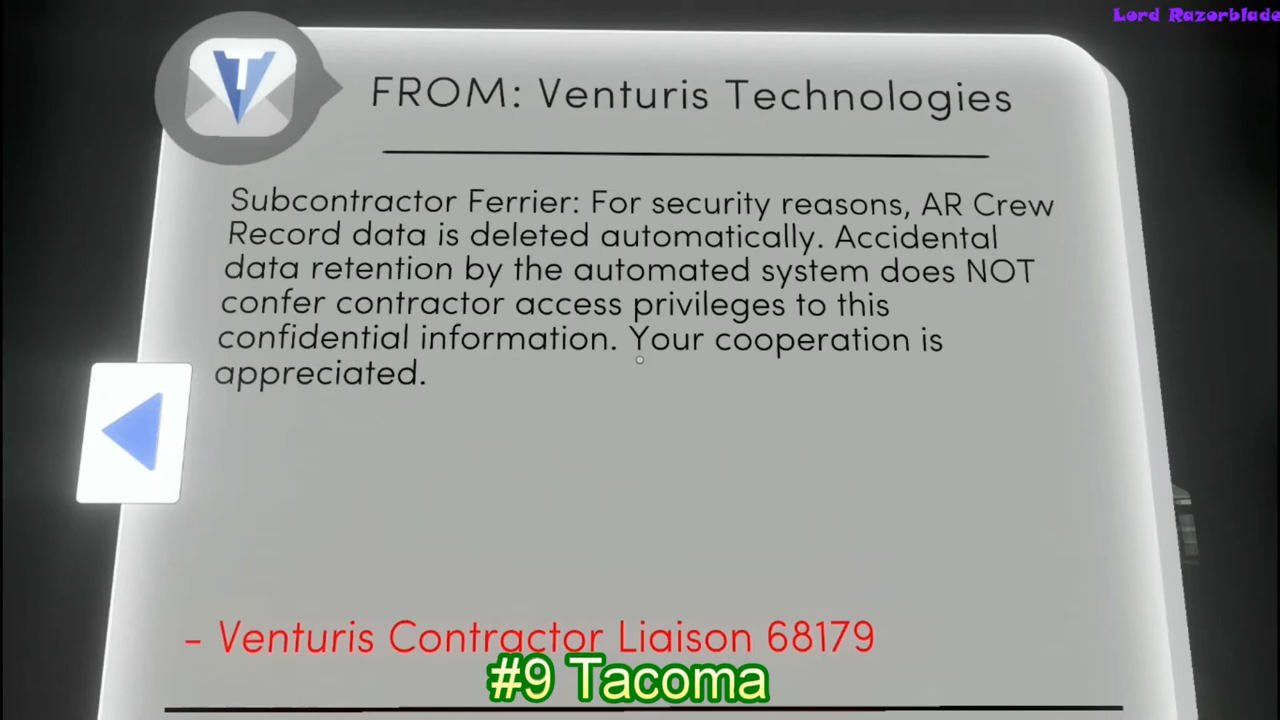 Lord Razorblade
T
FROM: Venturis Technologies
Subcontractor Ferrier: For security reasons, AR Crew
Record data is deleted automatically. Accidental
data retention by the automated system does NOT
confer contractor access privileges to this
confidential information. Your cooperation is
appreciated.
- Venturis Contractor Liaison 68179
#9 Tacoma